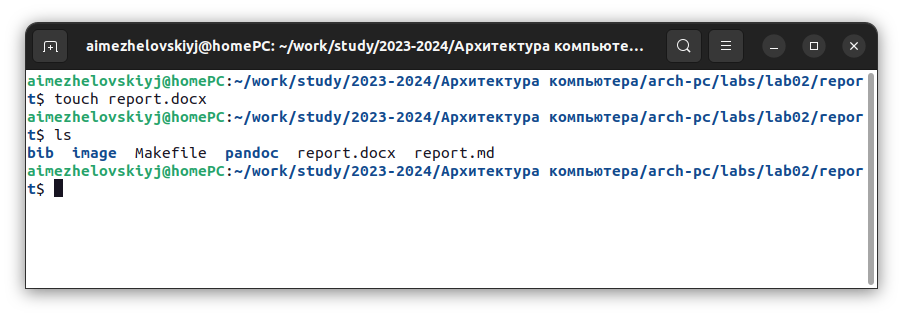 aimezhelovskiyj@homePC: ~/work/study/2023-2024/Архитектура компьюте...
aimezhelovskiyj@homePC:~/work/study/2023-2024/Архитектура компьютера/arch-pc/labs/lab02/repor
t$ touch report.docx
aimezhelovskiyj@homePC:~/work/study/2023-2024/Архитектура компьютера/arch-pc/labs/lab02/repor
t$ ls
bib  image  Makefile  pandoc  report.docx  report.md
aimezhelovskiyj@homePC:~/work/study/2023-2024/Архитектура компьютера/arch-pc/labs/lab02/repor
t$